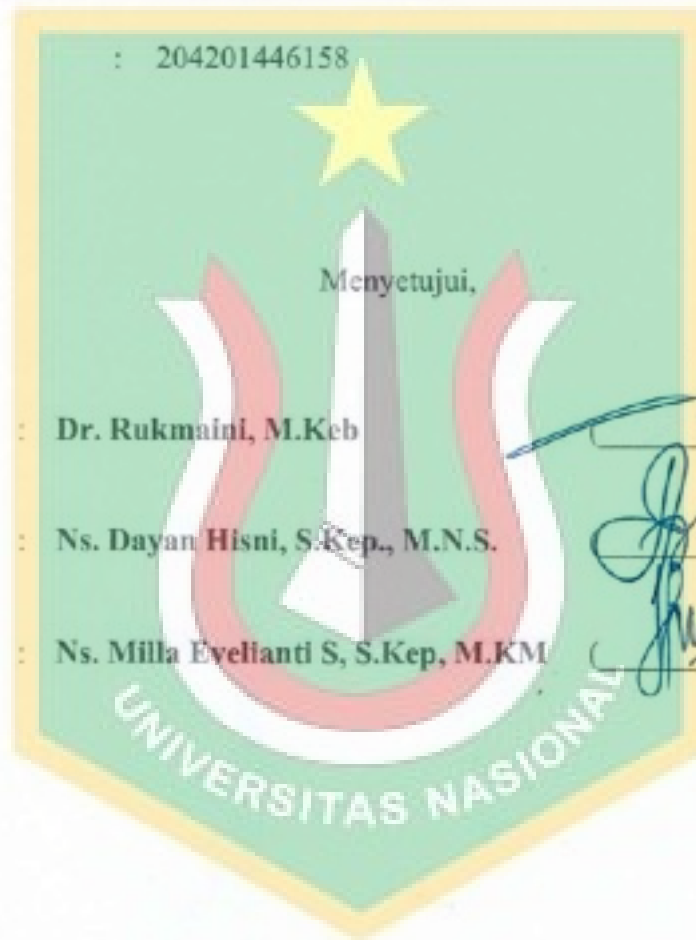 : 204201446158
Menyetujui,
: Dr. Rukmaini, M.Keb
: Ns. Dayan Hisni, S.Kep., M.N.S.
: Ns. Milla Evelianti S, S.Kep, M.KM
UNIVERSITAS NASIONAL